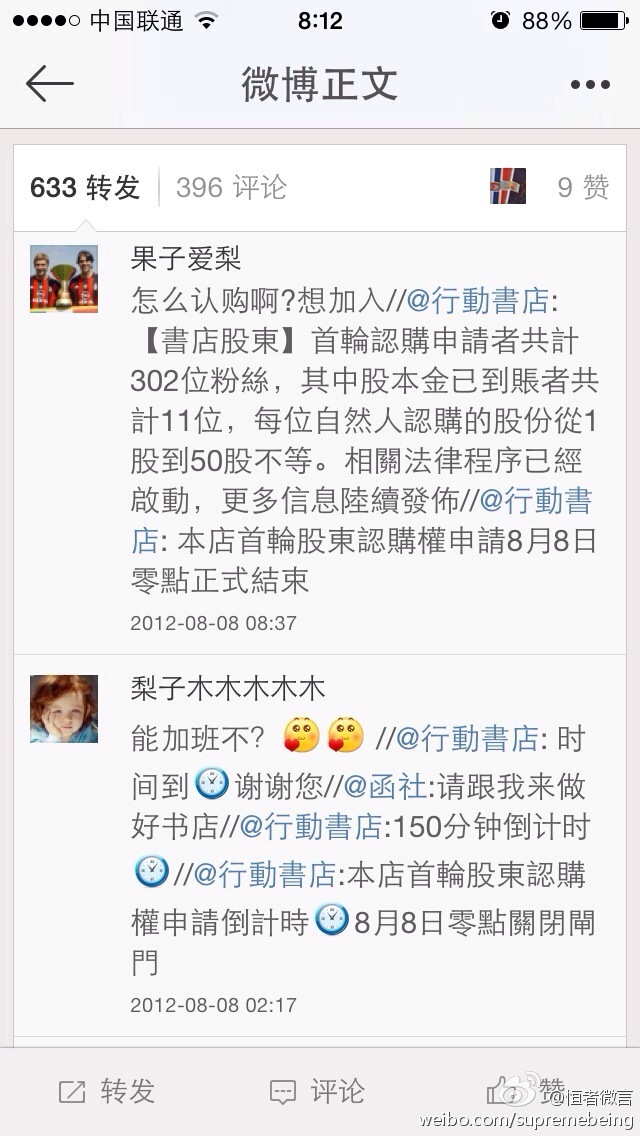 中国联通 8:12 88%
微博正文
633 转发 396 评论 9 赞
果子爱梨
怎么认购啊?想加入//@行動書店:
【書店股東】首輪認購申請者共計
302位粉絲，其中股本金已到賬者共
計11位，每位自然人認購的股份從1
股到50股不等。相關法律程序已經
啟動，更多信息陸續發佈//@行動書
店: 本店首輪股東認購權申請8月8日
零點正式結束
2012-08-08 08:37
梨子木木木木木
能加班不？ //@行動書店: 时
间到 谢谢您//@函社:请跟我来做
好书店//@行動書店:150分钟倒计时
//@行動書店:本店首輪股東認購
權申請倒計時 8月8日零點關閉閘
門
2012-08-08 02:17
转发 评论 赞
@恒者微言
weibo.com/supremebeing